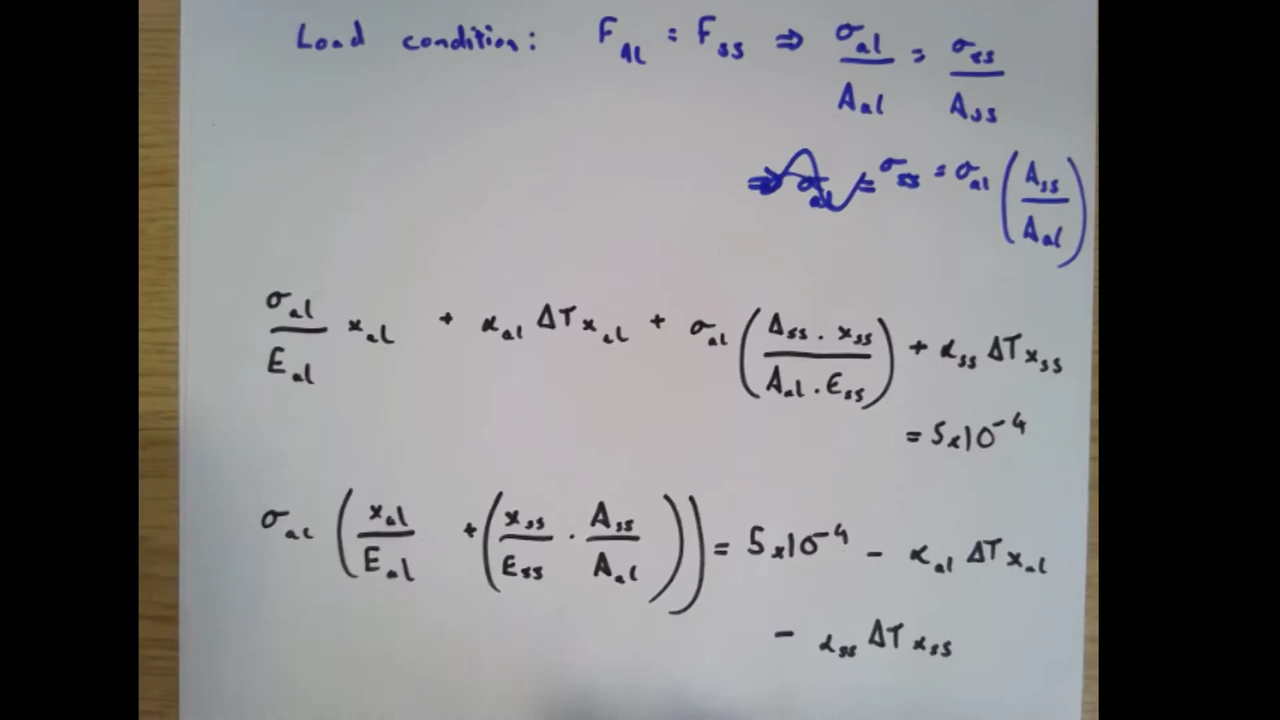 Load condition: F_AL = F_ss ⇒ σ_al / A_al = σ_ss / A_ss
σ_ss = σ_al (A_ss / A_al)
σ_al / E_al x_al + α_al ΔT x_al + σ_al (A_ss . x_ss / A_al . E_ss) + α_ss ΔT x_ss
= 5x10^-4
σ_al (x_al / E_al + (x_ss / E_ss . A_ss / A_al)) = 5x10^-4 - α_al ΔT x_al
- α_ss ΔT x_ss